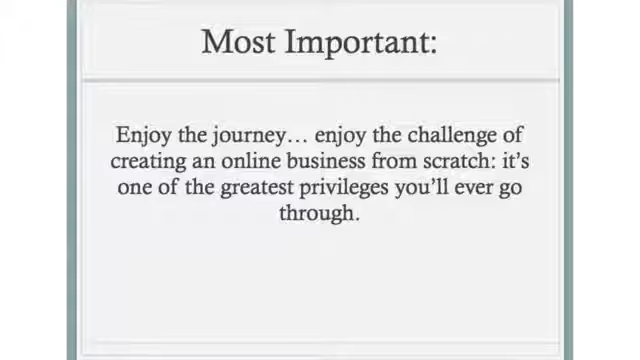 Most Important:
Enjoy the journey… enjoy the challenge of
creating an online business from scratch: it’s
one of the greatest privileges you’ll ever go
through.